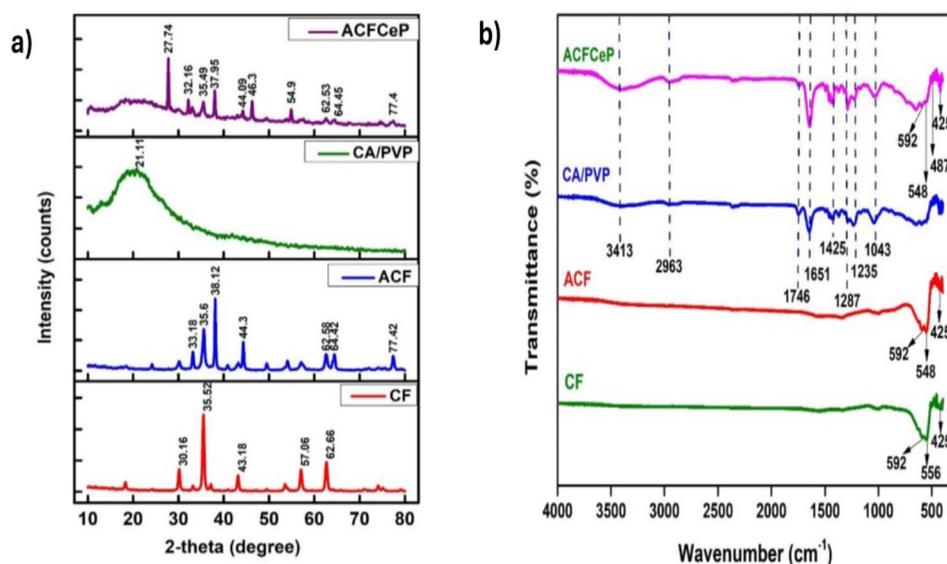 a)
ACFCeP
27.74
32.16
35.49
37.95
44.09
46.3
54.9
62.53
64.45
77.4
CA/PVP
21.11
ACF
33.18
35.6
38.12
44.3
62.58
64.42
77.42
CF
30.16
35.52
43.18
57.06
62.66
Intensity (counts)
10 20 30 40 50 60 70 80
2-theta (degree)
b)
ACFCeP
592
548
487
425
CA/PVP
3413
2963
1746
1651
1425
1287
1235
1043
ACF
592
548
425
CF
592
556
425
Transmittance (%)
4000 3500 3000 2500 2000 1500 1000 500
Wavenumber (cm⁻¹)